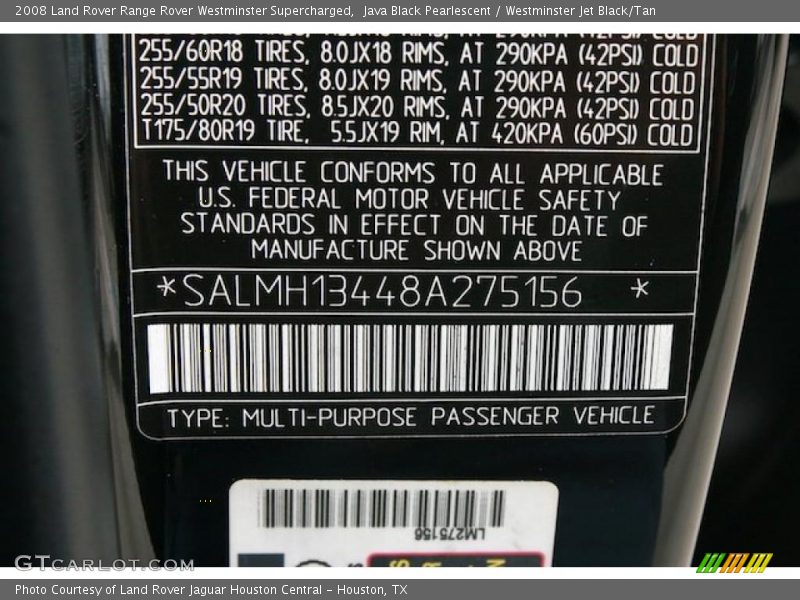 2008 Land Rover Range Rover Westminster Supercharged, Java Black Pearlescent / Westminster Jet Black/Tan
255/60R18 TIRES, 8.0JX18 RIMS, AT 290KPA (42PSI) COLD
255/55R19 TIRES, 8.0JX19 RIMS, AT 290KPA (42PSI) COLD
255/50R20 TIRES, 8.5JX20 RIMS, AT 290KPA (42PSI) COLD
T175/80R19 TIRE, 5.5JX19 RIM, AT 420KPA (60PSI) COLD
THIS VEHICLE CONFORMS TO ALL APPLICABLE
U.S. FEDERAL MOTOR VEHICLE SAFETY
STANDARDS IN EFFECT ON THE DATE OF
MANUFACTURE SHOWN ABOVE
*SALMH13448A275156 *
TYPE: MULTI-PURPOSE PASSENGER VEHICLE
LM275156
GTCARLOT.COM
Photo Courtesy of Land Rover Jaguar Houston Central - Houston, TX